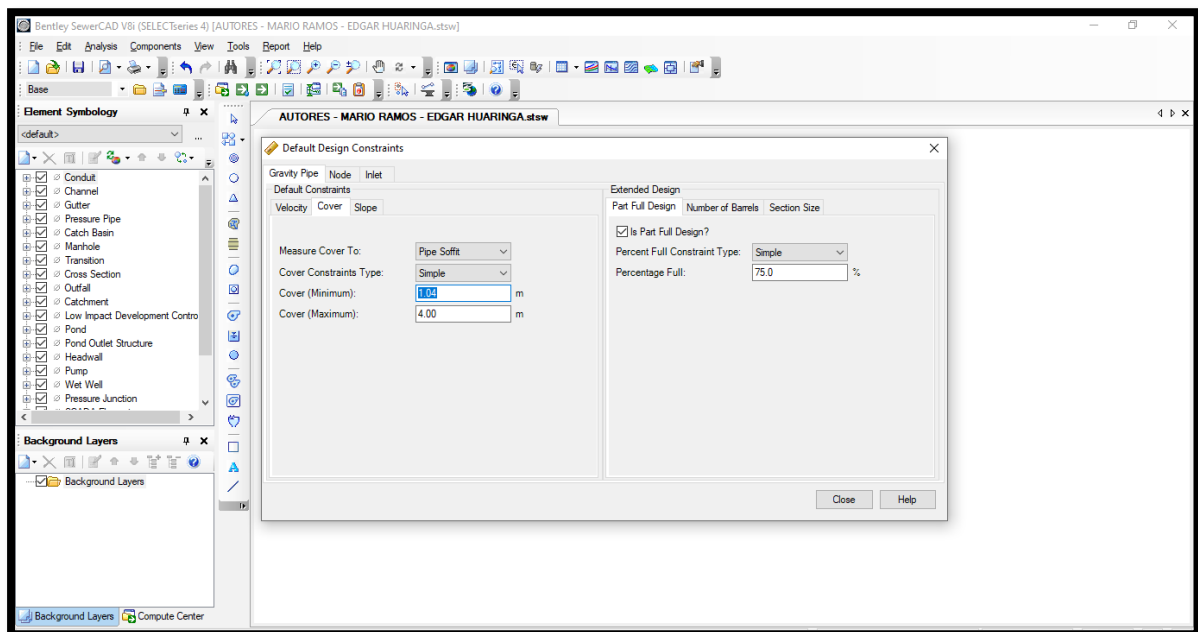 Bentley SewerCAD V8i (SELECTseries 4) [AUTORES - MARIO RAMOS - EDGAR HUARINGA.stsw]
File Edit Analysis Components View Tools Report Help
Base
Element Symbology
AUTORES - MARIO RAMOS - EDGAR HUARINGA.stsw
<default>
Conduit
Channel
Gutter
Pressure Pipe
Catch Basin
Manhole
Transition
Cross Section
Outfall
Catchment
Low Impact Development Contro
Pond
Pond Outlet Structure
Headwall
Pump
Wet Well
Pressure Junction
Background Layers
Background Layers
Background Layers Compute Center
Default Design Constraints
Gravity Pipe Node Inlet
Default Constraints
Velocity Cover Slope
Measure Cover To: Pipe Soffit
Cover Constraints Type: Simple
Cover (Minimum): 1.04 m
Cover (Maximum): 4.00 m
Extended Design
Part Full Design Number of Barrels Section Size
Is Part Full Design?
Percent Full Constraint Type: Simple
Percentage Full: 75.0 %
Close Help